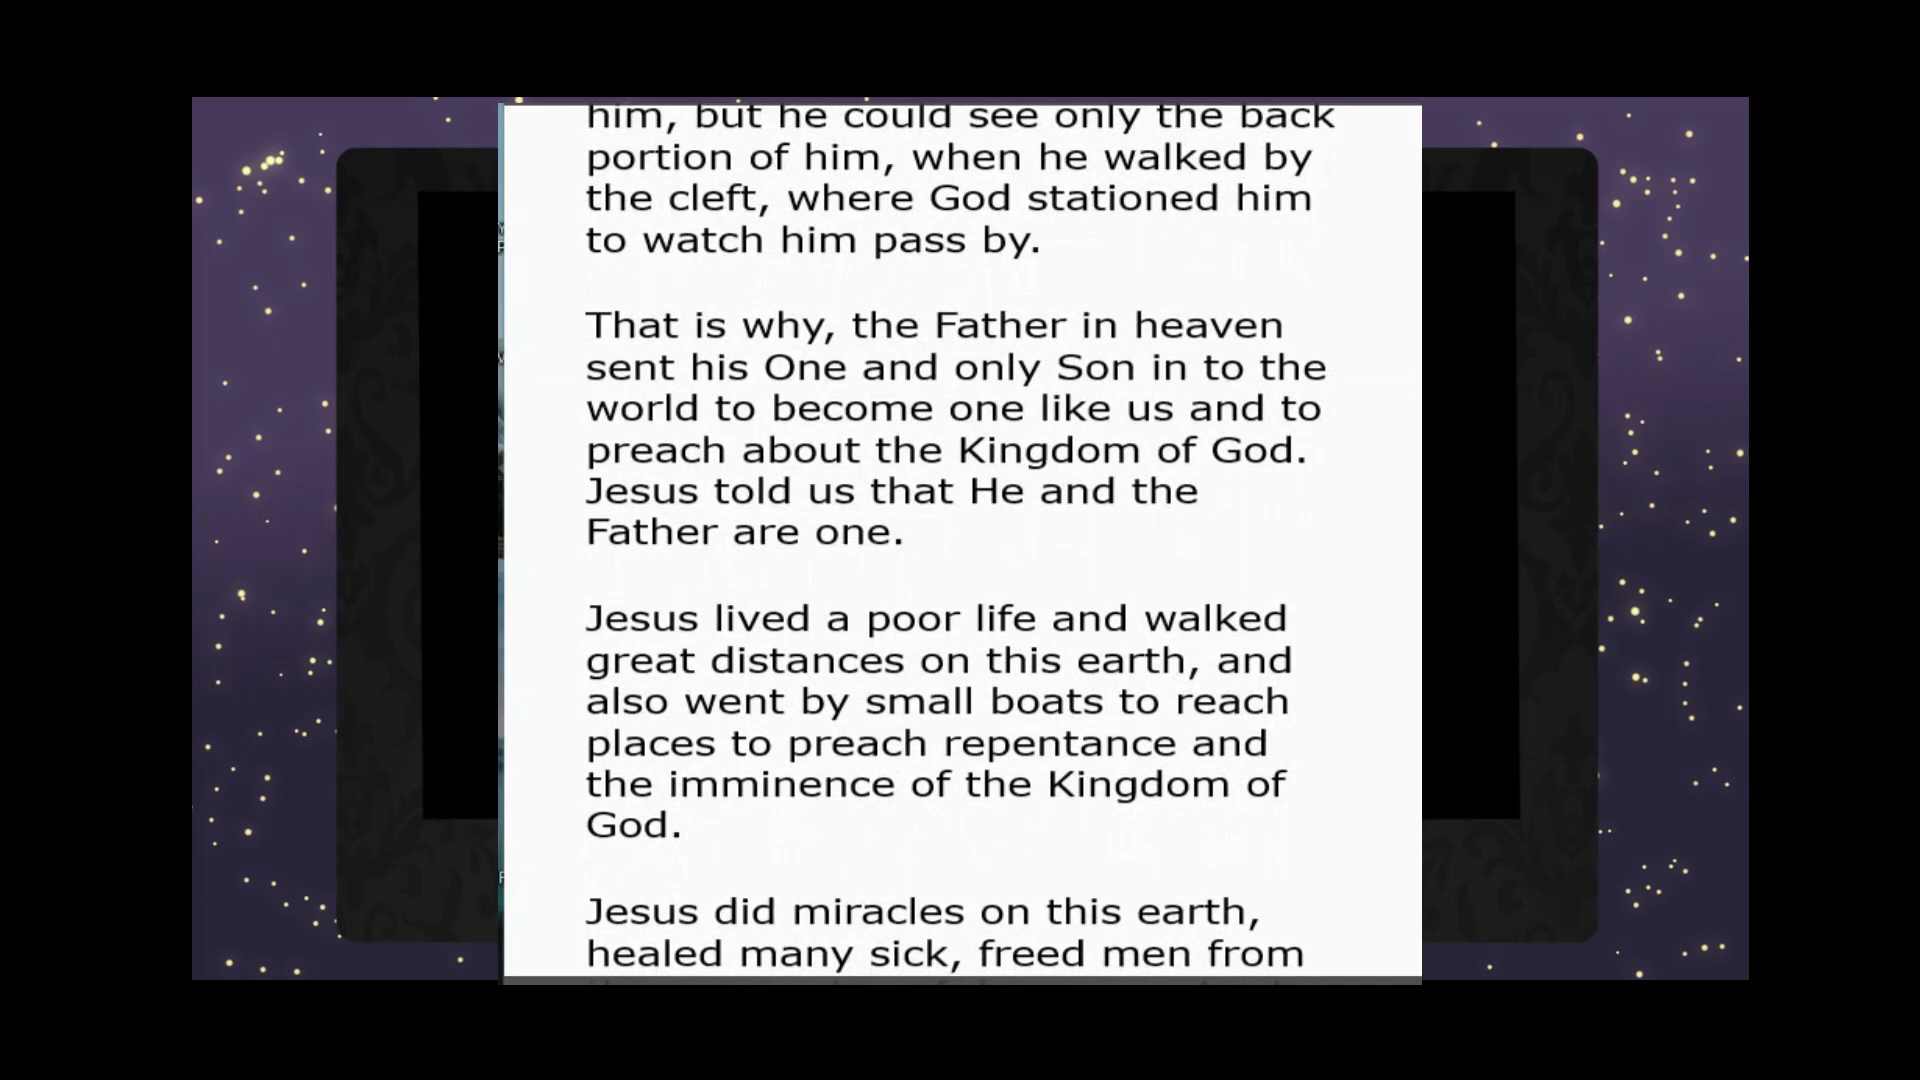 him, but he could see only the back
portion of him, when he walked by
the cleft, where God stationed him
to watch him pass by.
That is why, the Father in heaven
sent his One and only Son in to the
world to become one like us and to
preach about the Kingdom of God.
Jesus told us that He and the
Father are one.
Jesus lived a poor life and walked
great distances on this earth, and
also went by small boats to reach
places to preach repentance and
the imminence of the Kingdom of
God.
Jesus did miracles on this earth,
healed many sick, freed men from